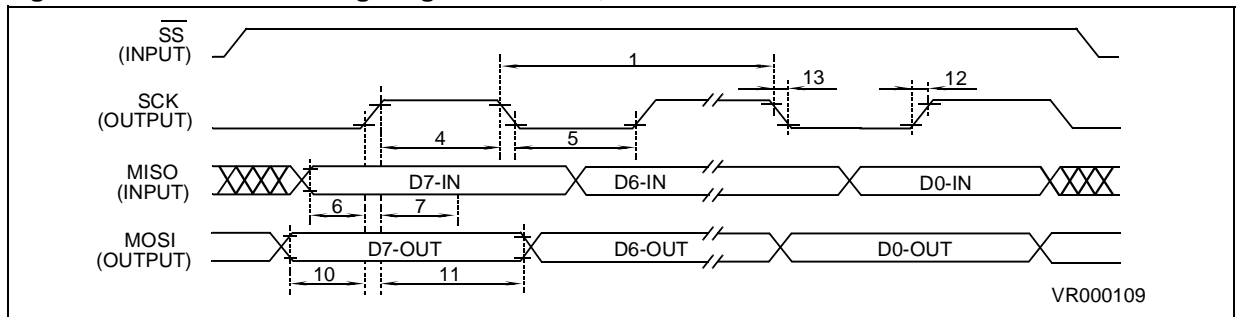 SS
(INPUT)
1
13
12
SCK
(OUTPUT)
4
5
MISO
(INPUT)
D7-IN
D6-IN
D0-IN
6
7
MOSI
(OUTPUT)
D7-OUT
D6-OUT
D0-OUT
10
11
VR000109